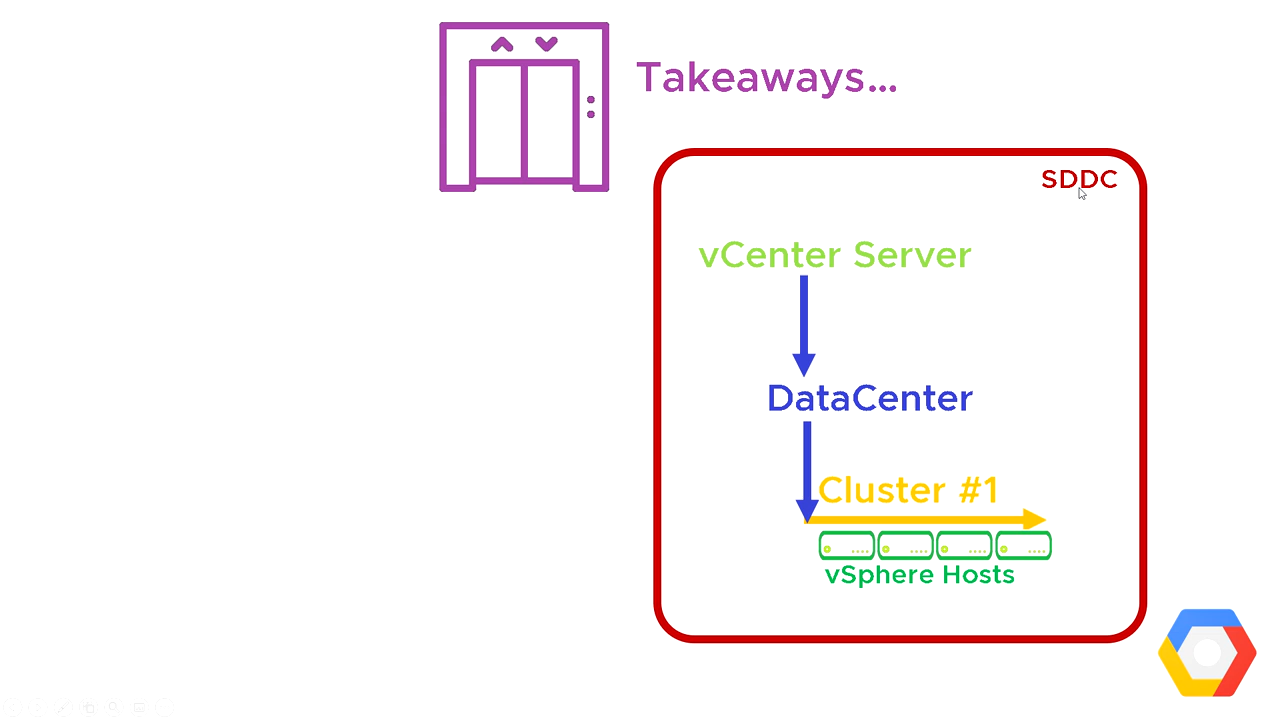 Takeaways...
SDDC
vCenter Server
DataCenter
Cluster #1
vSphere Hosts